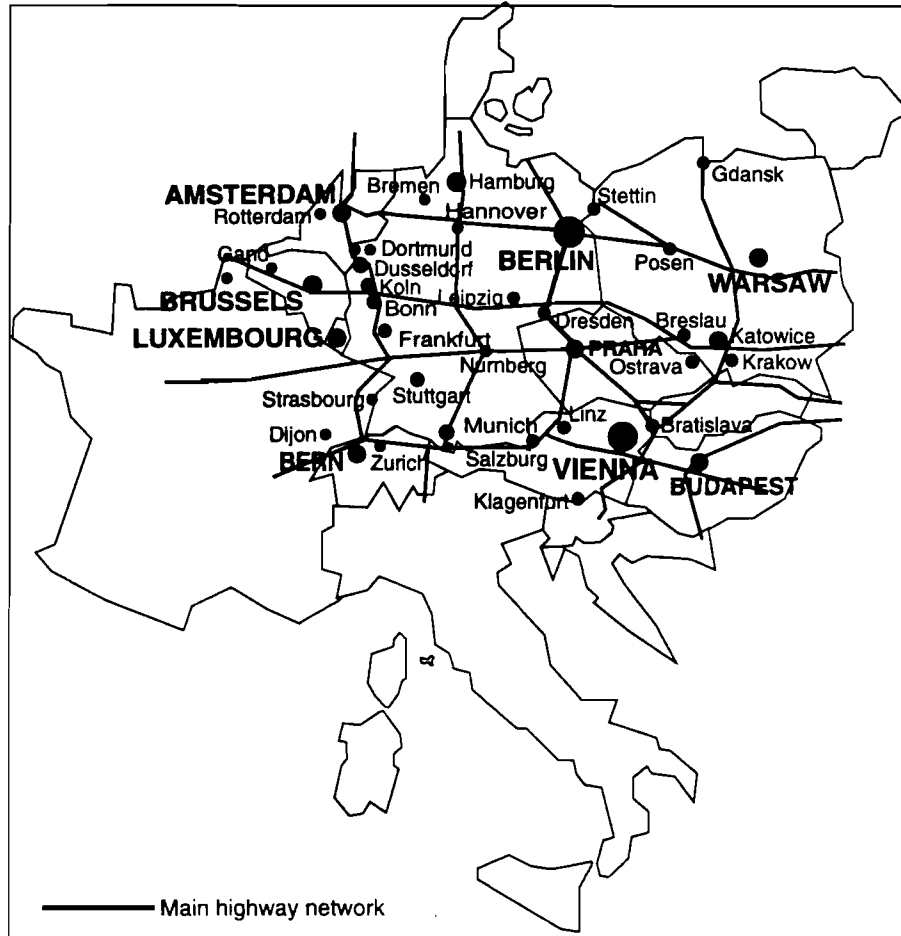 Gdansk
Bremen
Hamburg
AMSTERDAM
Stettin
Rotterdam
Hannover
Dortmund
BERLIN
Posen
Gand
Dusseldorf
WARSAW
Koln
BRUSSELS
Leipzig
Bonn
Dresden
Breslau
LUXEMBOURG
Frankfurt
Katowice
PRAHA
Nurnberg
Ostrava
Krakow
Stuttgart
Strasbourg
Linz
Munich
Bratislava
Dijon
BERN
Zurich
Salzburg
VIENNA
BUDAPEST
Klagenfurt
Main highway network